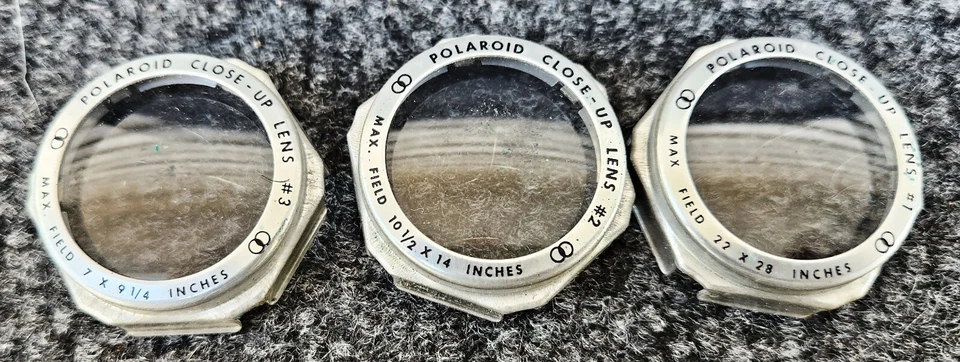 POLAROID CLOSE-UP LENS #3
MAX. FIELD 7 X 9 1/4 INCHES
POLAROID CLOSE-UP LENS #2
MAX. FIELD 10 1/2 X 14 INCHES
POLAROID CLOSE-UP LENS #1
MAX FIELD 22 X 28 INCHES